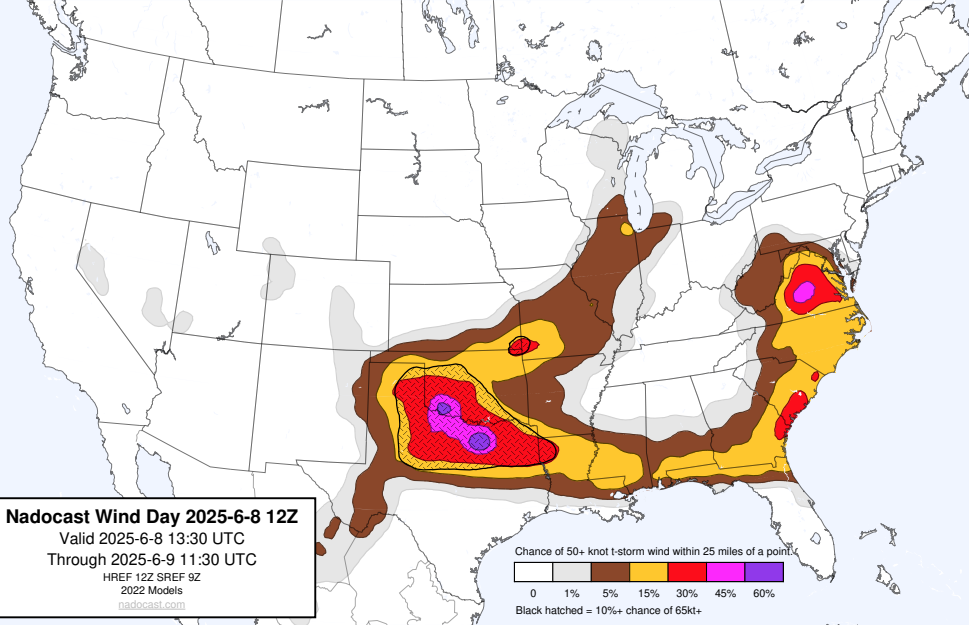 Nadocast Wind Day 2025-6-8 12Z
Valid 2025-6-8 13:30 UTC
Through 2025-6-9 11:30 UTC
HREF 12Z SREF 9Z
2022 Models
nadocast.com
Chance of 50+ knot t-storm wind within 25 miles of a point.
0 1% 5% 15% 30% 45% 60%
Black hatched = 10%+ chance of 65kt+